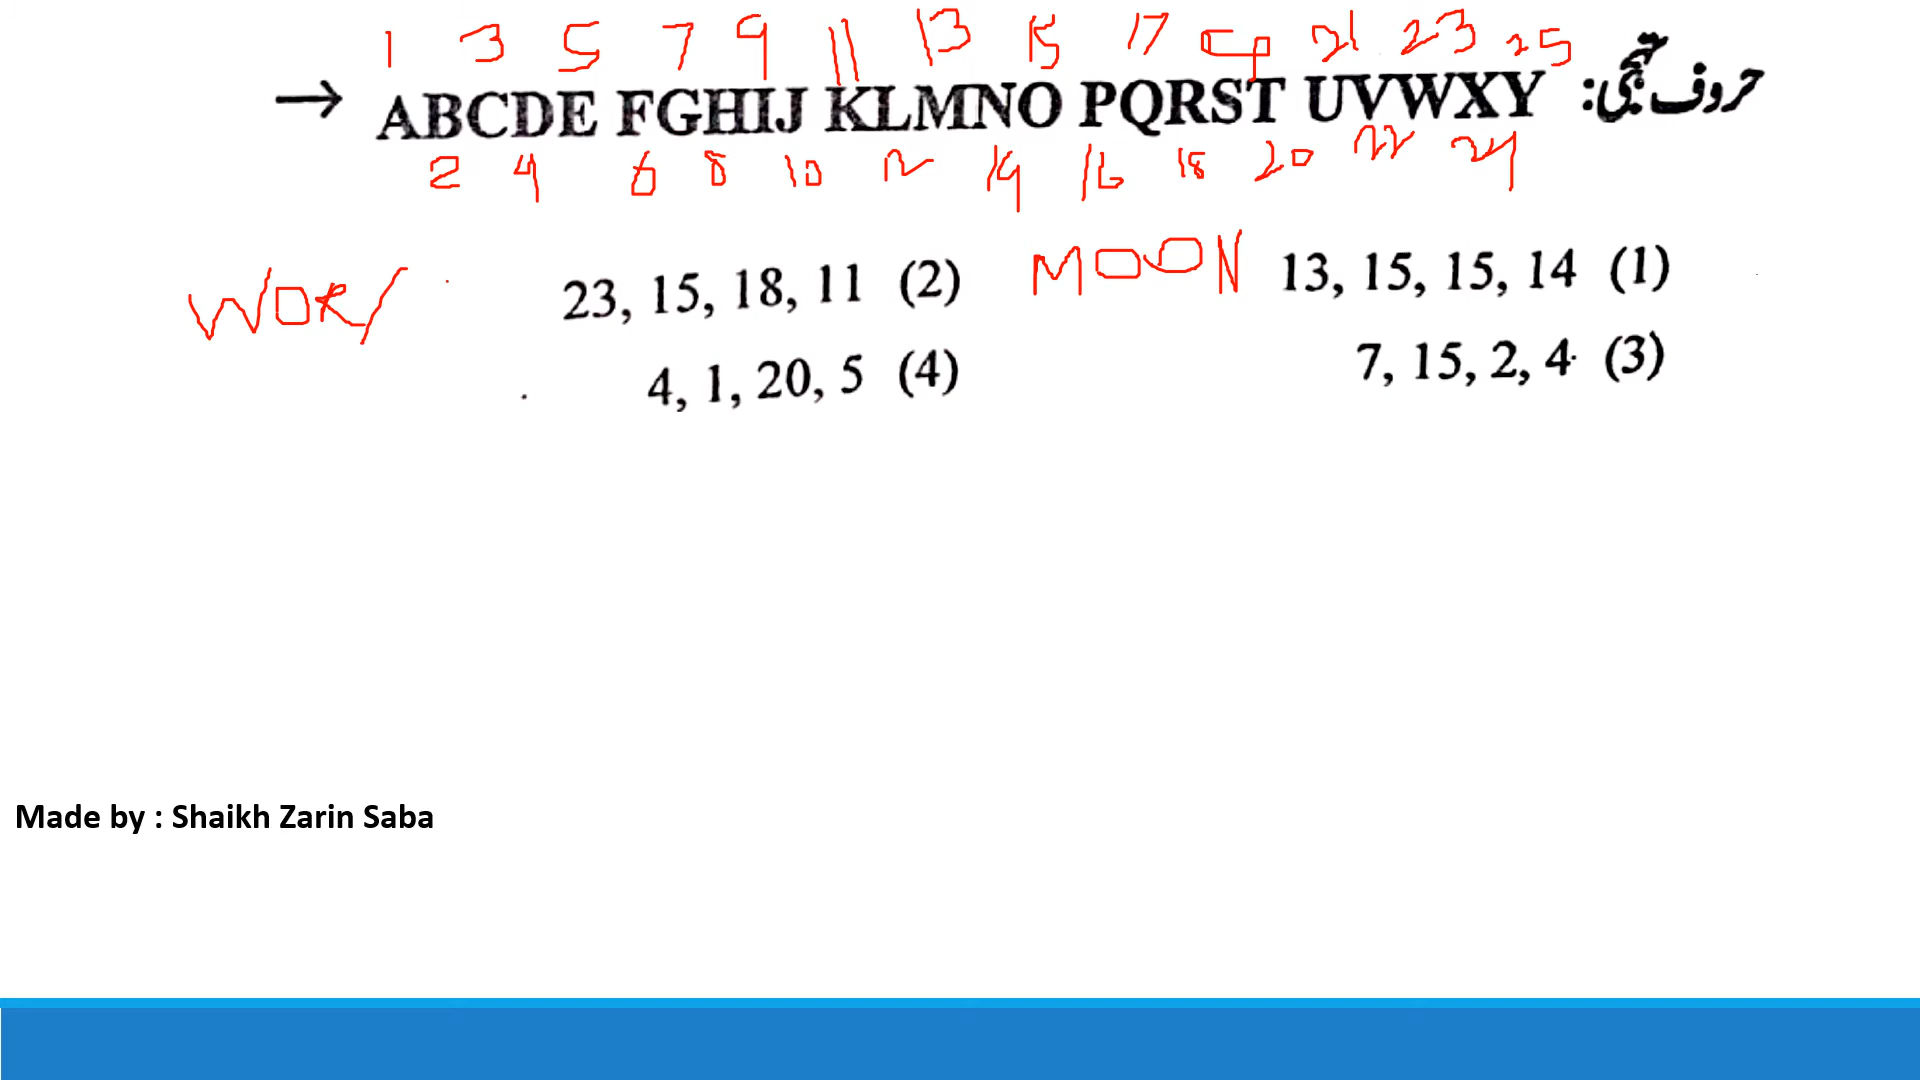 1 3 5 7 9 11 13 15 17 21 23 25
حروف تہجی: ABCDE FGHIJ KLMNO PQRST UVWXY →
2 4 6 8 10 12 14 16 18 20 22 24
(1) 13, 15, 15, 14 MOON
(2) 23, 15, 18, 11 WOR
(3) 7, 15, 2, 4
(4) 4, 1, 20, 5
Made by : Shaikh Zarin Saba